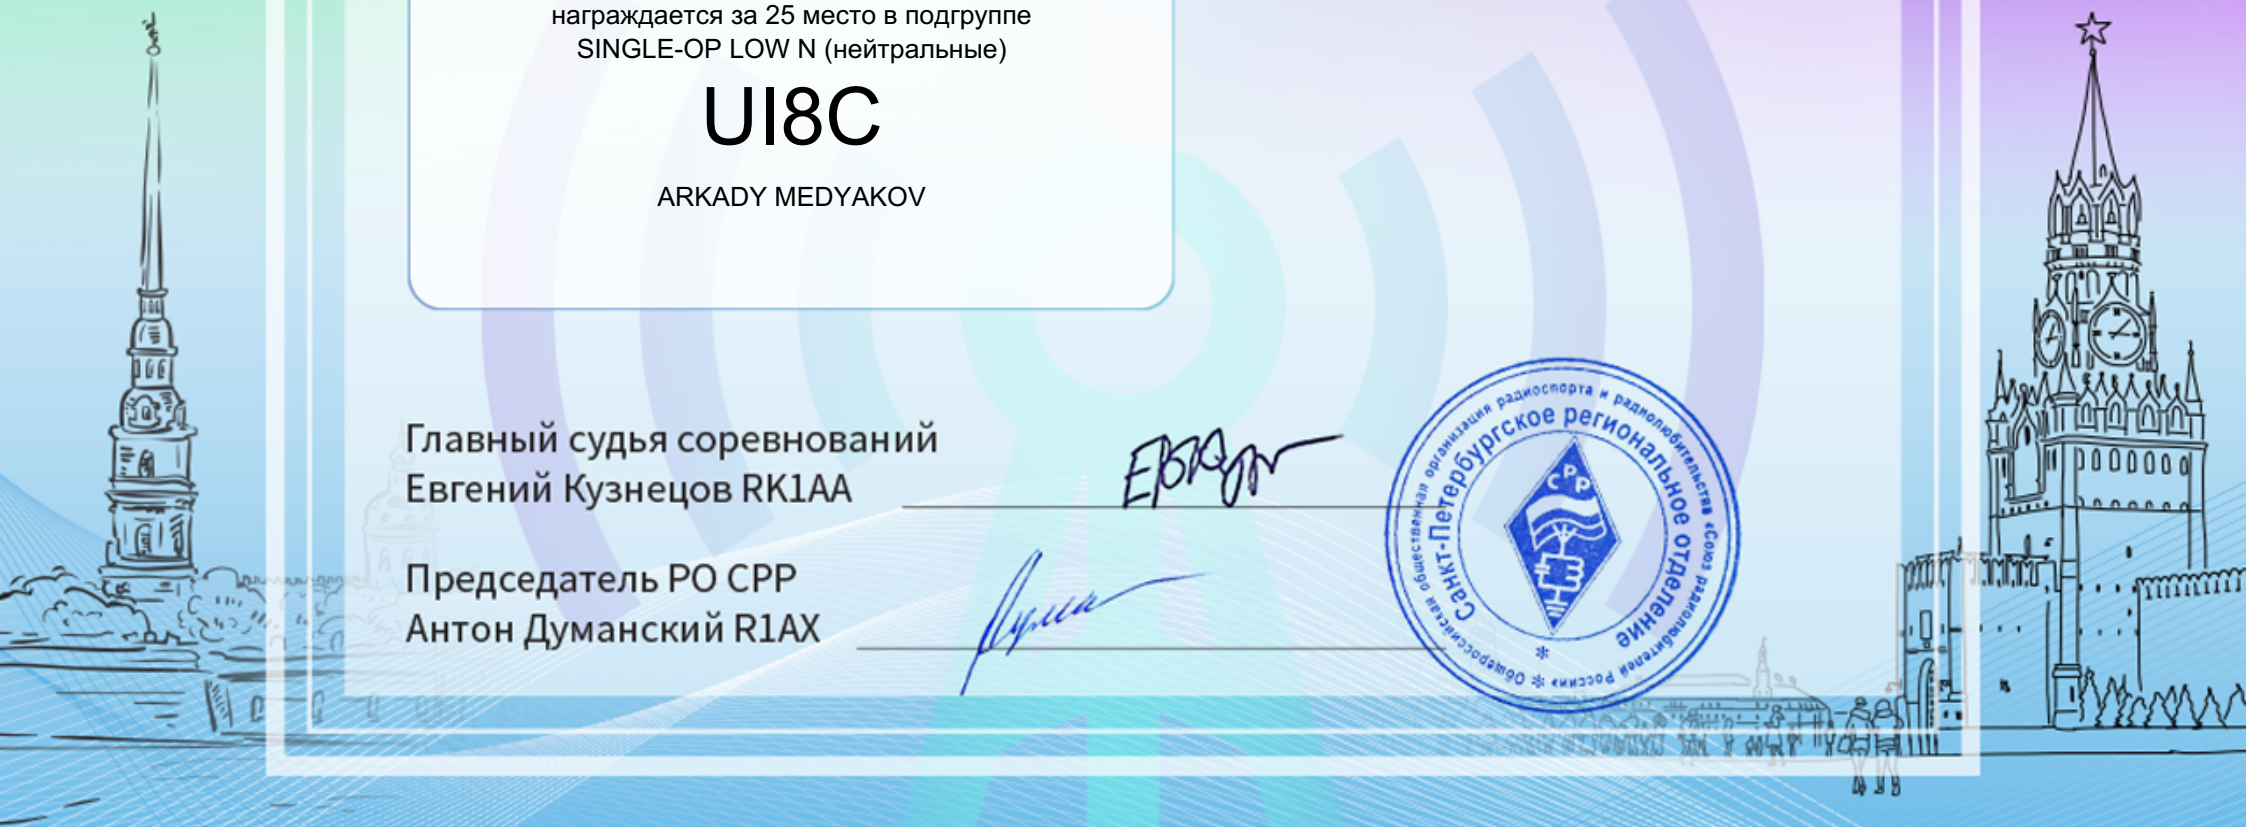 награждается за 25 место в подгруппе
SINGLE-OP LOW N (нейтральные)
UI8C
ARKADY MEDYAKOV
Главный судья соревнований
Евгений Кузнецов RK1AA
Председатель РО СРР
Антон Думанский R1AX
Общероссийская общественная организация радиоспорта и радиолюбительства «Союз радиолюбителей России»
Санкт-Петербургское региональное отделение
СРР